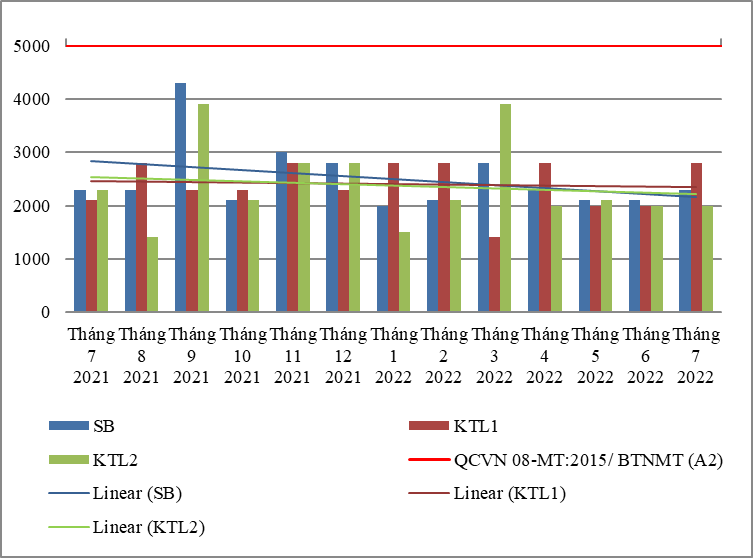 5000
4000
3000
2000
1000
0
Tháng Tháng Tháng Tháng Tháng Tháng Tháng Tháng Tháng Tháng Tháng Tháng Tháng
7 8 9 10 11 12 1 2 3 4 5 6 7
2021 2021 2021 2021 2021 2021 2022 2022 2022 2022 2022 2022 2022
SB KTL1
KTL2 QCVN 08-MT:2015/ BTNMT (A2)
Linear (SB) Linear (KTL1)
Linear (KTL2)